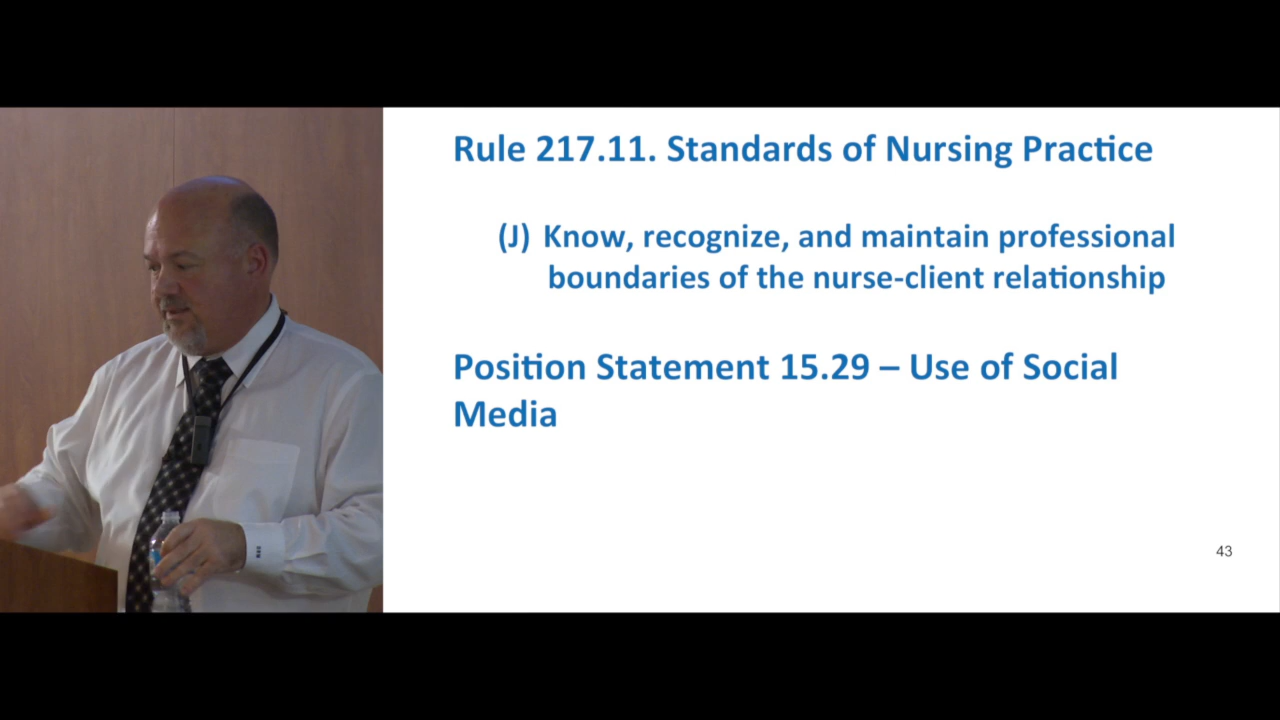 Rule 217.11. Standards of Nursing Practice
(J) Know, recognize, and maintain professional
boundaries of the nurse-client relationship
Position Statement 15.29 – Use of Social
Media
43